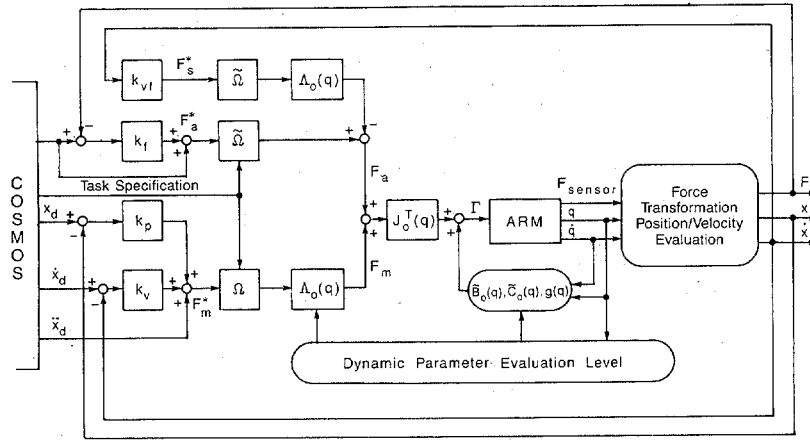 k_vf
F*_s
Ω̃
Λ_o(q)
−
+
−
k_f
+
F*_a
+
Ω̃
+
−
COSMOS
Task Specification
F_a
x_d
+
−
k_p
+
+
J_o^T(q)
+
+
Γ
ARM
F_sensor
q
q̇
Force
Transformation
Position/Velocity
Evaluation
F
x
ẋ
ẋ_d
+
−
k_v
+
+
F*_m
Ω
Λ_o(q)
F_m
B̃_o(q), C̃_o(q), g(q)
ẍ_d
Dynamic Parameter Evaluation Level